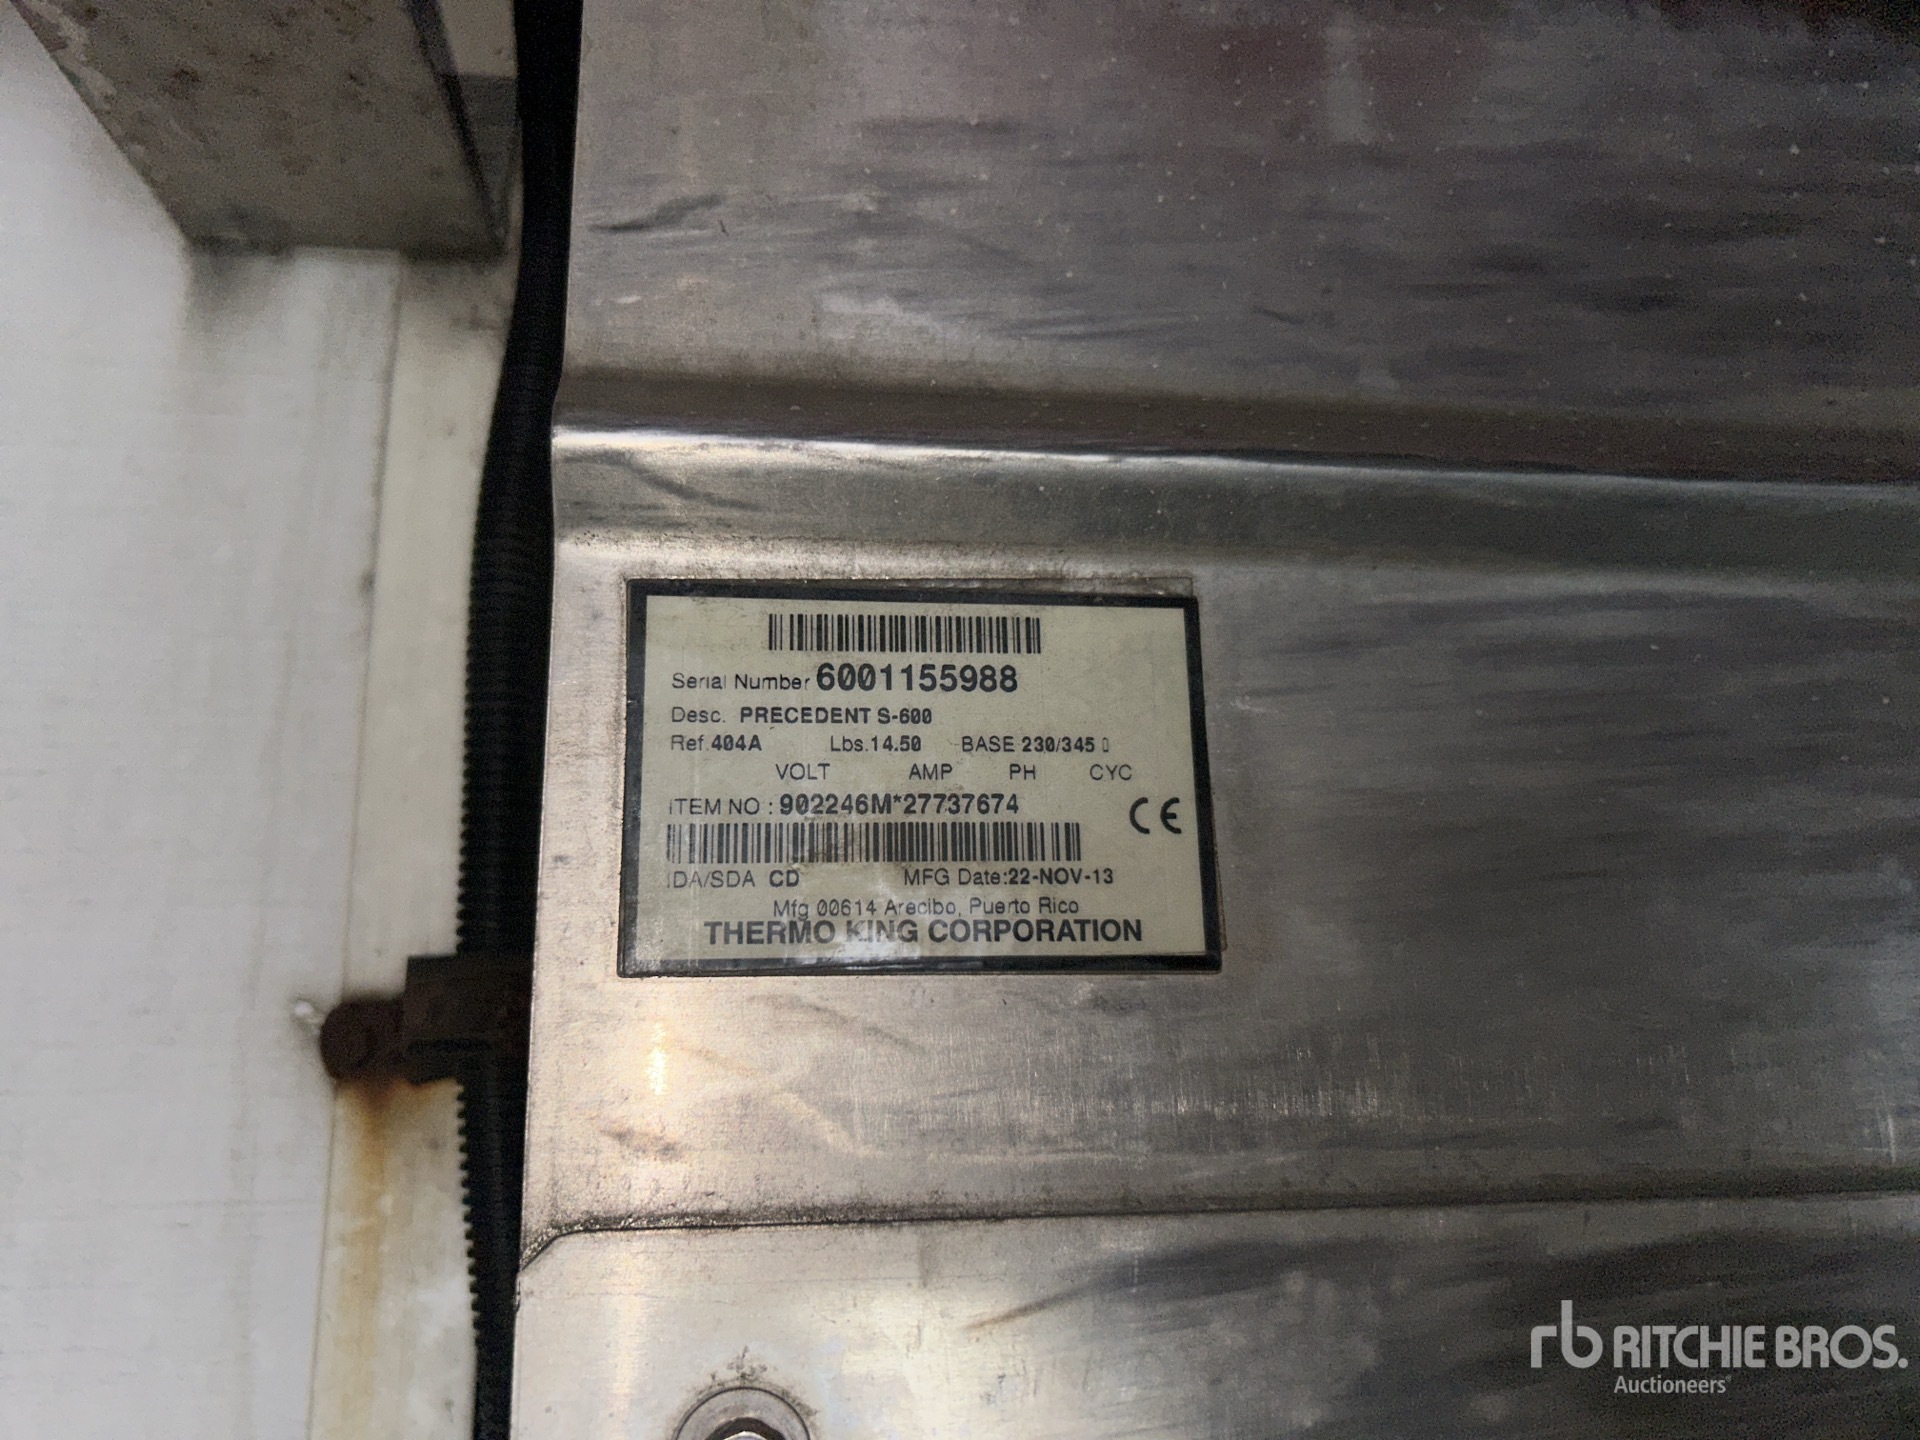 Serial Number 6001155988
Desc. PRECEDENT S-600
Ref.404A Lbs.14.50 BASE 230/345
VOLT AMP PH CYC
ITEM NO : 902246M*27737674
CE
IDA/SDA CD MFG Date:22-NOV-13
Mfg 00614 Arecibo, Puerto Rico
THERMO KING CORPORATION
rb RITCHIE BROS.
Auctioneers